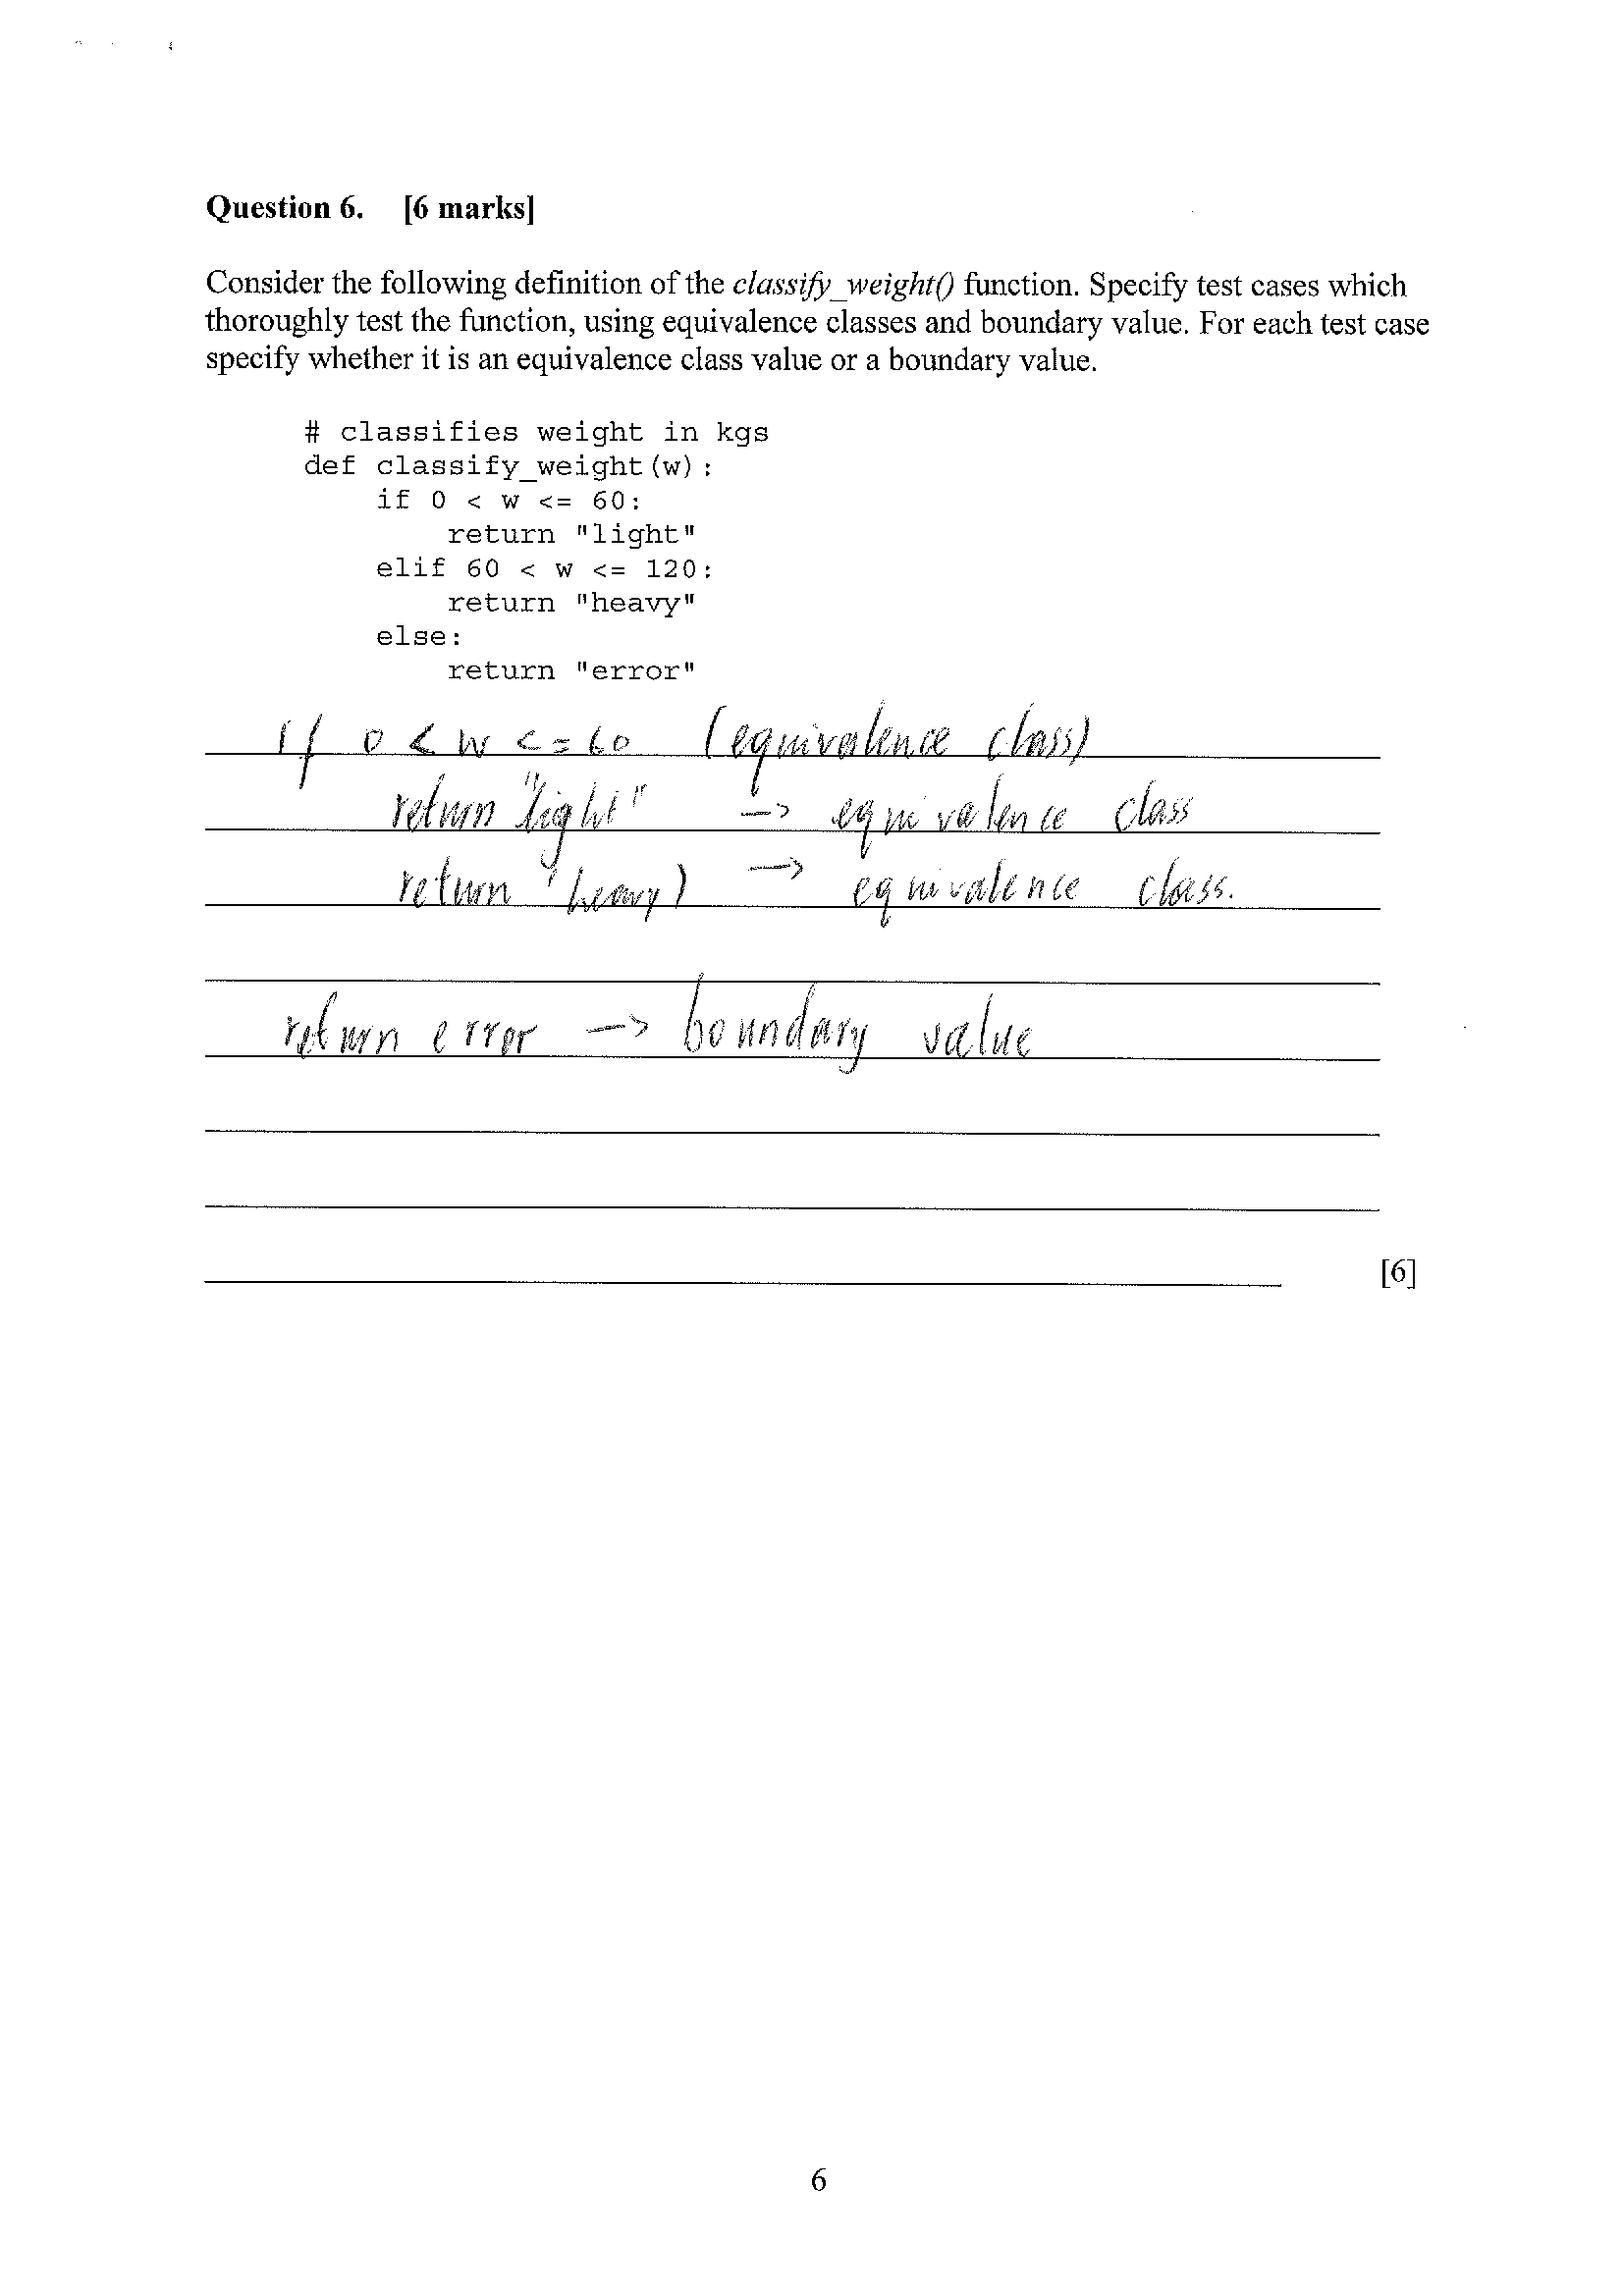 Question 6. [6 marks]
Consider the following definition of the classify_weight() function. Specify test cases which
thoroughly test the function, using equivalence classes and boundary value. For each test case
specify whether it is an equivalence class value or a boundary value.
# classifies weight in kgs
def classify_weight(w):
    if 0 < w <= 60:
        return "light"
    elif 60 < w <= 120:
        return "heavy"
    else:
        return "error"
if 0 < w <= 60 (equivalence class)
return "light" -> equivalence class
return "heavy) -> equivalence class.
return error -> boundary value
[6]
6